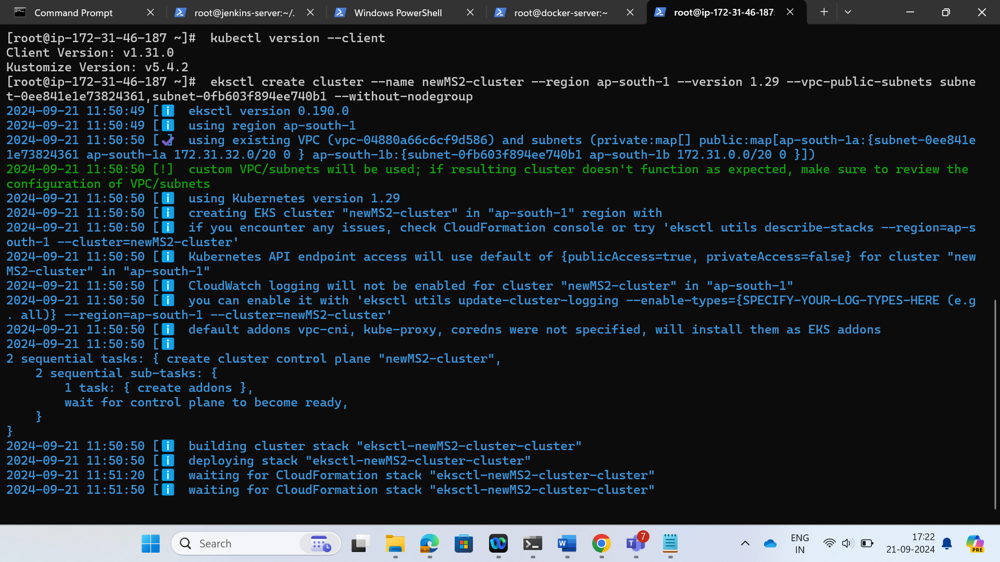 Command Prompt
root@jenkins-server:~/.
Windows PowerShell
root@docker-server:~
root@ip-172-31-46-187:
[root@ip-172-31-46-187 ~]#  kubectl version --client
Client Version: v1.31.0
Kustomize Version: v5.4.2
[root@ip-172-31-46-187 ~]#  eksctl create cluster --name newMS2-cluster --region ap-south-1 --version 1.29 --vpc-public-subnets subne
t-0ee841e1e73824361,subnet-0fb603f894ee740b1 --without-nodegroup
2024-09-21 11:50:49 [ℹ]  eksctl version 0.190.0
2024-09-21 11:50:49 [ℹ]  using region ap-south-1
2024-09-21 11:50:50 [✔]  using existing VPC (vpc-04880a66c6cf9d586) and subnets (private:map[] public:map[ap-south-1a:{subnet-0ee841e
1e73824361 ap-south-1a 172.31.32.0/20 0 } ap-south-1b:{subnet-0fb603f894ee740b1 ap-south-1b 172.31.0.0/20 0 }])
2024-09-21 11:50:50 [!]  custom VPC/subnets will be used; if resulting cluster doesn't function as expected, make sure to review the
configuration of VPC/subnets
2024-09-21 11:50:50 [ℹ]  using Kubernetes version 1.29
2024-09-21 11:50:50 [ℹ]  creating EKS cluster "newMS2-cluster" in "ap-south-1" region with
2024-09-21 11:50:50 [ℹ]  if you encounter any issues, check CloudFormation console or try 'eksctl utils describe-stacks --region=ap-s
outh-1 --cluster=newMS2-cluster'
2024-09-21 11:50:50 [ℹ]  Kubernetes API endpoint access will use default of {publicAccess=true, privateAccess=false} for cluster "new
MS2-cluster" in "ap-south-1"
2024-09-21 11:50:50 [ℹ]  CloudWatch logging will not be enabled for cluster "newMS2-cluster" in "ap-south-1"
2024-09-21 11:50:50 [ℹ]  you can enable it with 'eksctl utils update-cluster-logging --enable-types={SPECIFY-YOUR-LOG-TYPES-HERE (e.g
. all)} --region=ap-south-1 --cluster=newMS2-cluster'
2024-09-21 11:50:50 [ℹ]  default addons vpc-cni, kube-proxy, coredns were not specified, will install them as EKS addons
2024-09-21 11:50:50 [ℹ]
2 sequential tasks: { create cluster control plane "newMS2-cluster",
    2 sequential sub-tasks: {
        1 task: { create addons },
        wait for control plane to become ready,
    }
}
2024-09-21 11:50:50 [ℹ]  building cluster stack "eksctl-newMS2-cluster-cluster"
2024-09-21 11:50:50 [ℹ]  deploying stack "eksctl-newMS2-cluster-cluster"
2024-09-21 11:51:20 [ℹ]  waiting for CloudFormation stack "eksctl-newMS2-cluster-cluster"
2024-09-21 11:51:50 [ℹ]  waiting for CloudFormation stack "eksctl-newMS2-cluster-cluster"
Search
7
ENG
IN
17:22
21-09-2024
PRE